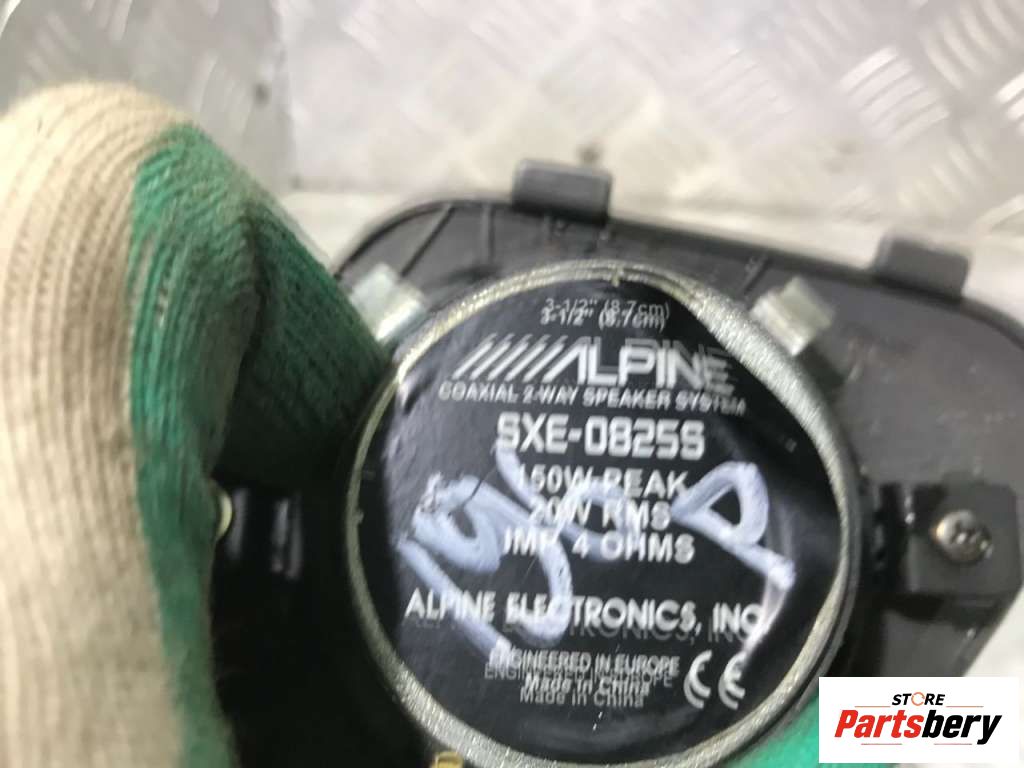 3-1/2" (8.7cm)
ALPINE
COAXIAL 2-WAY SPEAKER SYSTEM
SXE-0825S
150W PEAK
20W RMS
IMP 4 OHMS
ALPINE ELECTRONICS, INC
ENGINEERED IN EUROPE
Made in China
CE
STORE
Partsbery